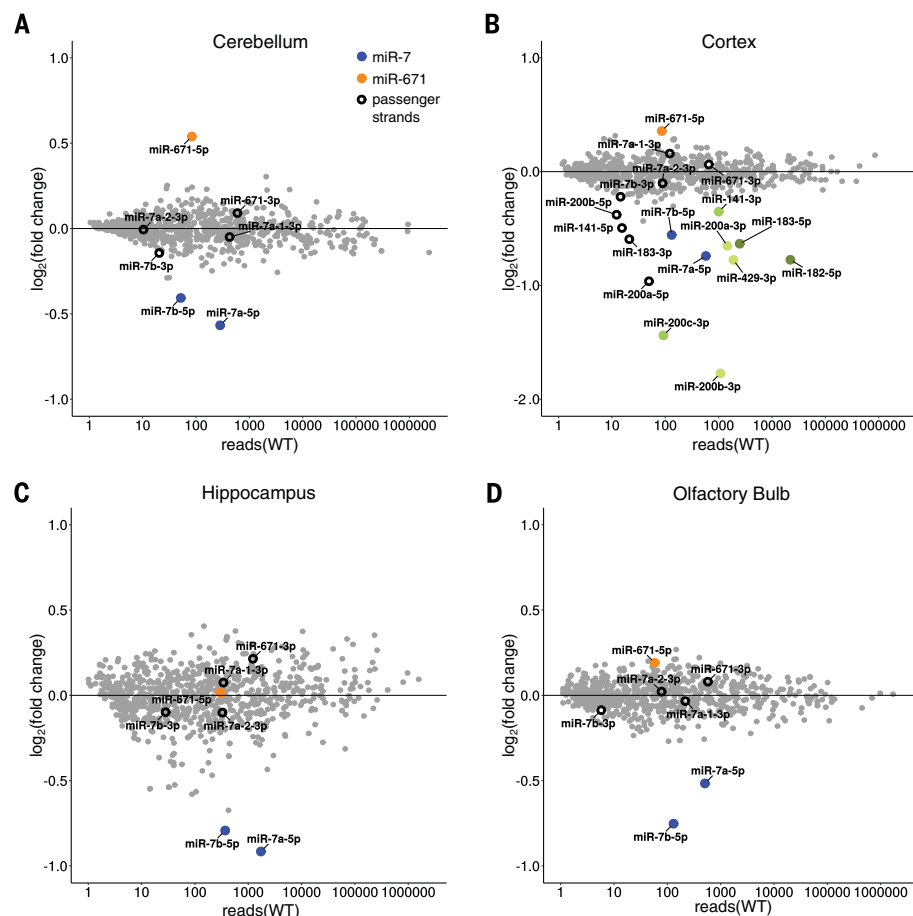 A
Cerebellum
miR-7
miR-671
passenger
strands
1.0
0.5
0.0
-0.5
-1.0
log2(fold change)
miR-671-5p
miR-671-3p
miR-7a-2-3p
miR-7a-1-3p
miR-7b-3p
miR-7b-5p
miR-7a-5p
1 10 100 1000 10000 100000 1000000
reads(WT)
B
Cortex
1.0
0.0
-1.0
-2.0
log2(fold change)
miR-671-5p
miR-7a-1-3p
miR-7a-2-3p
miR-671-3p
miR-7b-3p
miR-200b-5p
miR-141-3p
miR-7b-5p
miR-183-5p
miR-141-5p
miR-200a-3p
miR-183-3p
miR-7a-5p
miR-429-3p
miR-182-5p
miR-200a-5p
miR-200c-3p
miR-200b-3p
1 10 100 1000 10000 100000 1000000
reads(WT)
C
Hippocampus
1.0
0.5
0.0
-0.5
-1.0
log2(fold change)
miR-671-3p
miR-7a-1-3p
miR-671-5p
miR-7b-3p
miR-7a-2-3p
miR-7b-5p
miR-7a-5p
1 10 100 1000 10000 100000 1000000
reads(WT)
D
Olfactory Bulb
1.0
0.5
0.0
-0.5
-1.0
log2(fold change)
miR-671-5p
miR-671-3p
miR-7a-2-3p
miR-7a-1-3p
miR-7b-3p
miR-7a-5p
miR-7b-5p
1 10 100 1000 10000 100000 1000000
reads(WT)